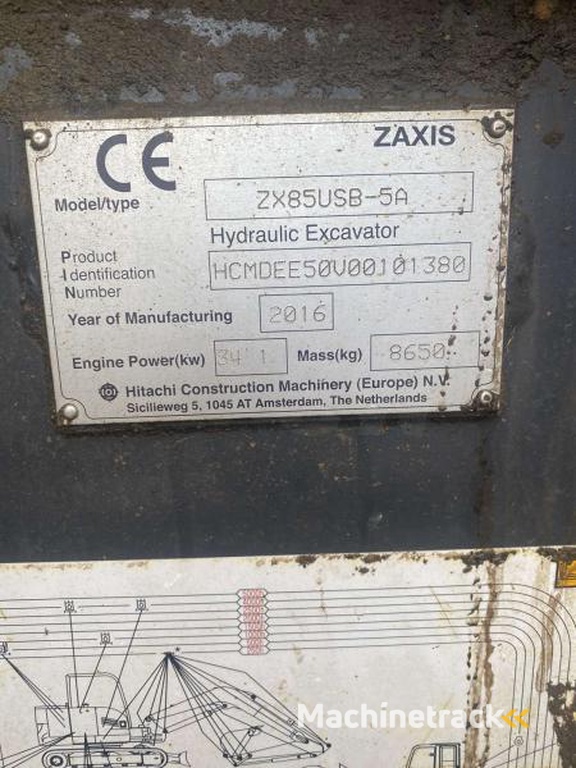 CE
ZAXIS
Model/type ZX85USB-5A
Hydraulic Excavator
Product
Identification HCMDEE50V00101380
Number
Year of Manufacturing 2016
Engine Power(kw) 34 1 Mass(kg) 8650
Hitachi Construction Machinery (Europe) N.V.
Sicilieweg 5, 1045 AT Amsterdam, The Netherlands
Machinetrack